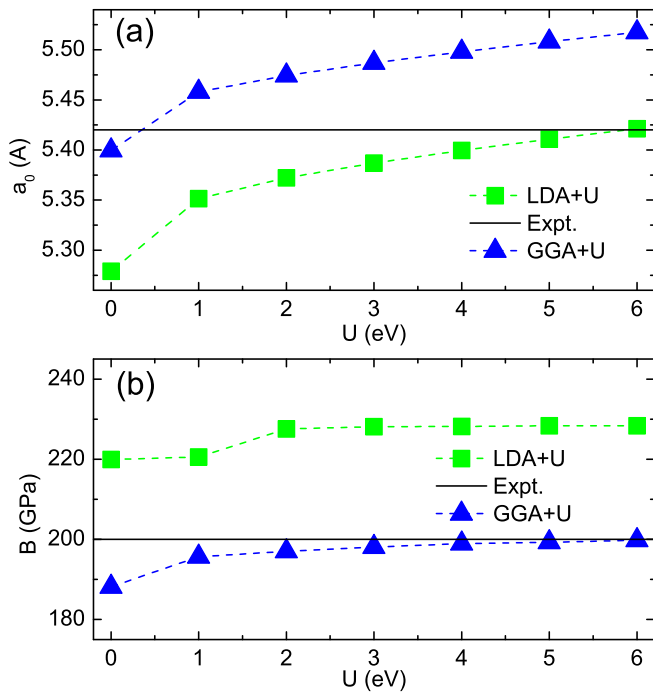 (a)
5.50
5.45
5.40
5.35
5.30
a₀ (A)
LDA+U
Expt.
GGA+U
0 1 2 3 4 5 6
U (eV)
(b)
240
220
200
180
B (GPa)
LDA+U
Expt.
GGA+U
0 1 2 3 4 5 6
U (eV)